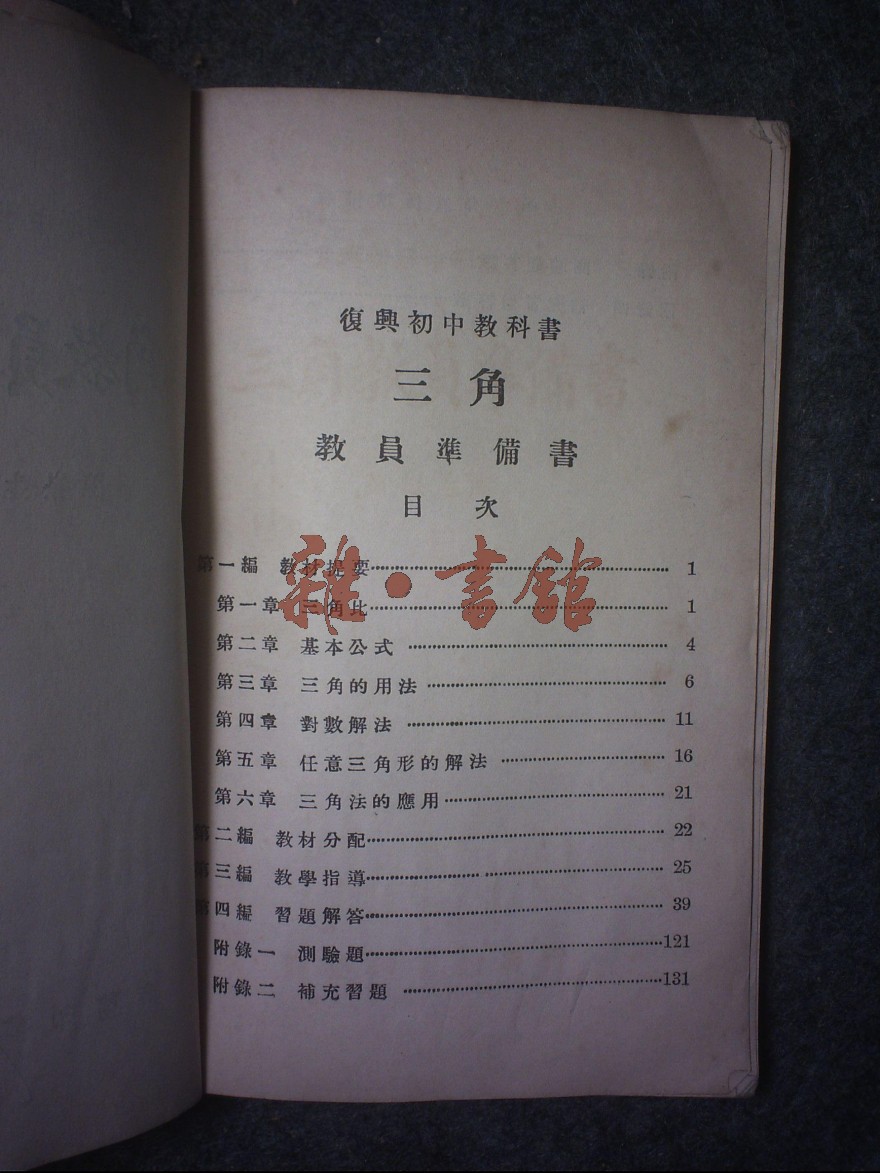 復興初中教科書
三角
教員準備書
目次
第一編 教材提要 1
第一章 三角比 1
第二章 基本公式 4
第三章 三角的用法 6
第四章 對數解法 11
第五章 任意三角形的解法 16
第六章 三角法的應用 21
第二編 教材分配 22
第三編 教學指導 25
第四編 習題解答 39
附錄一 測驗題 121
附錄二 補充習題 131
雜·書館